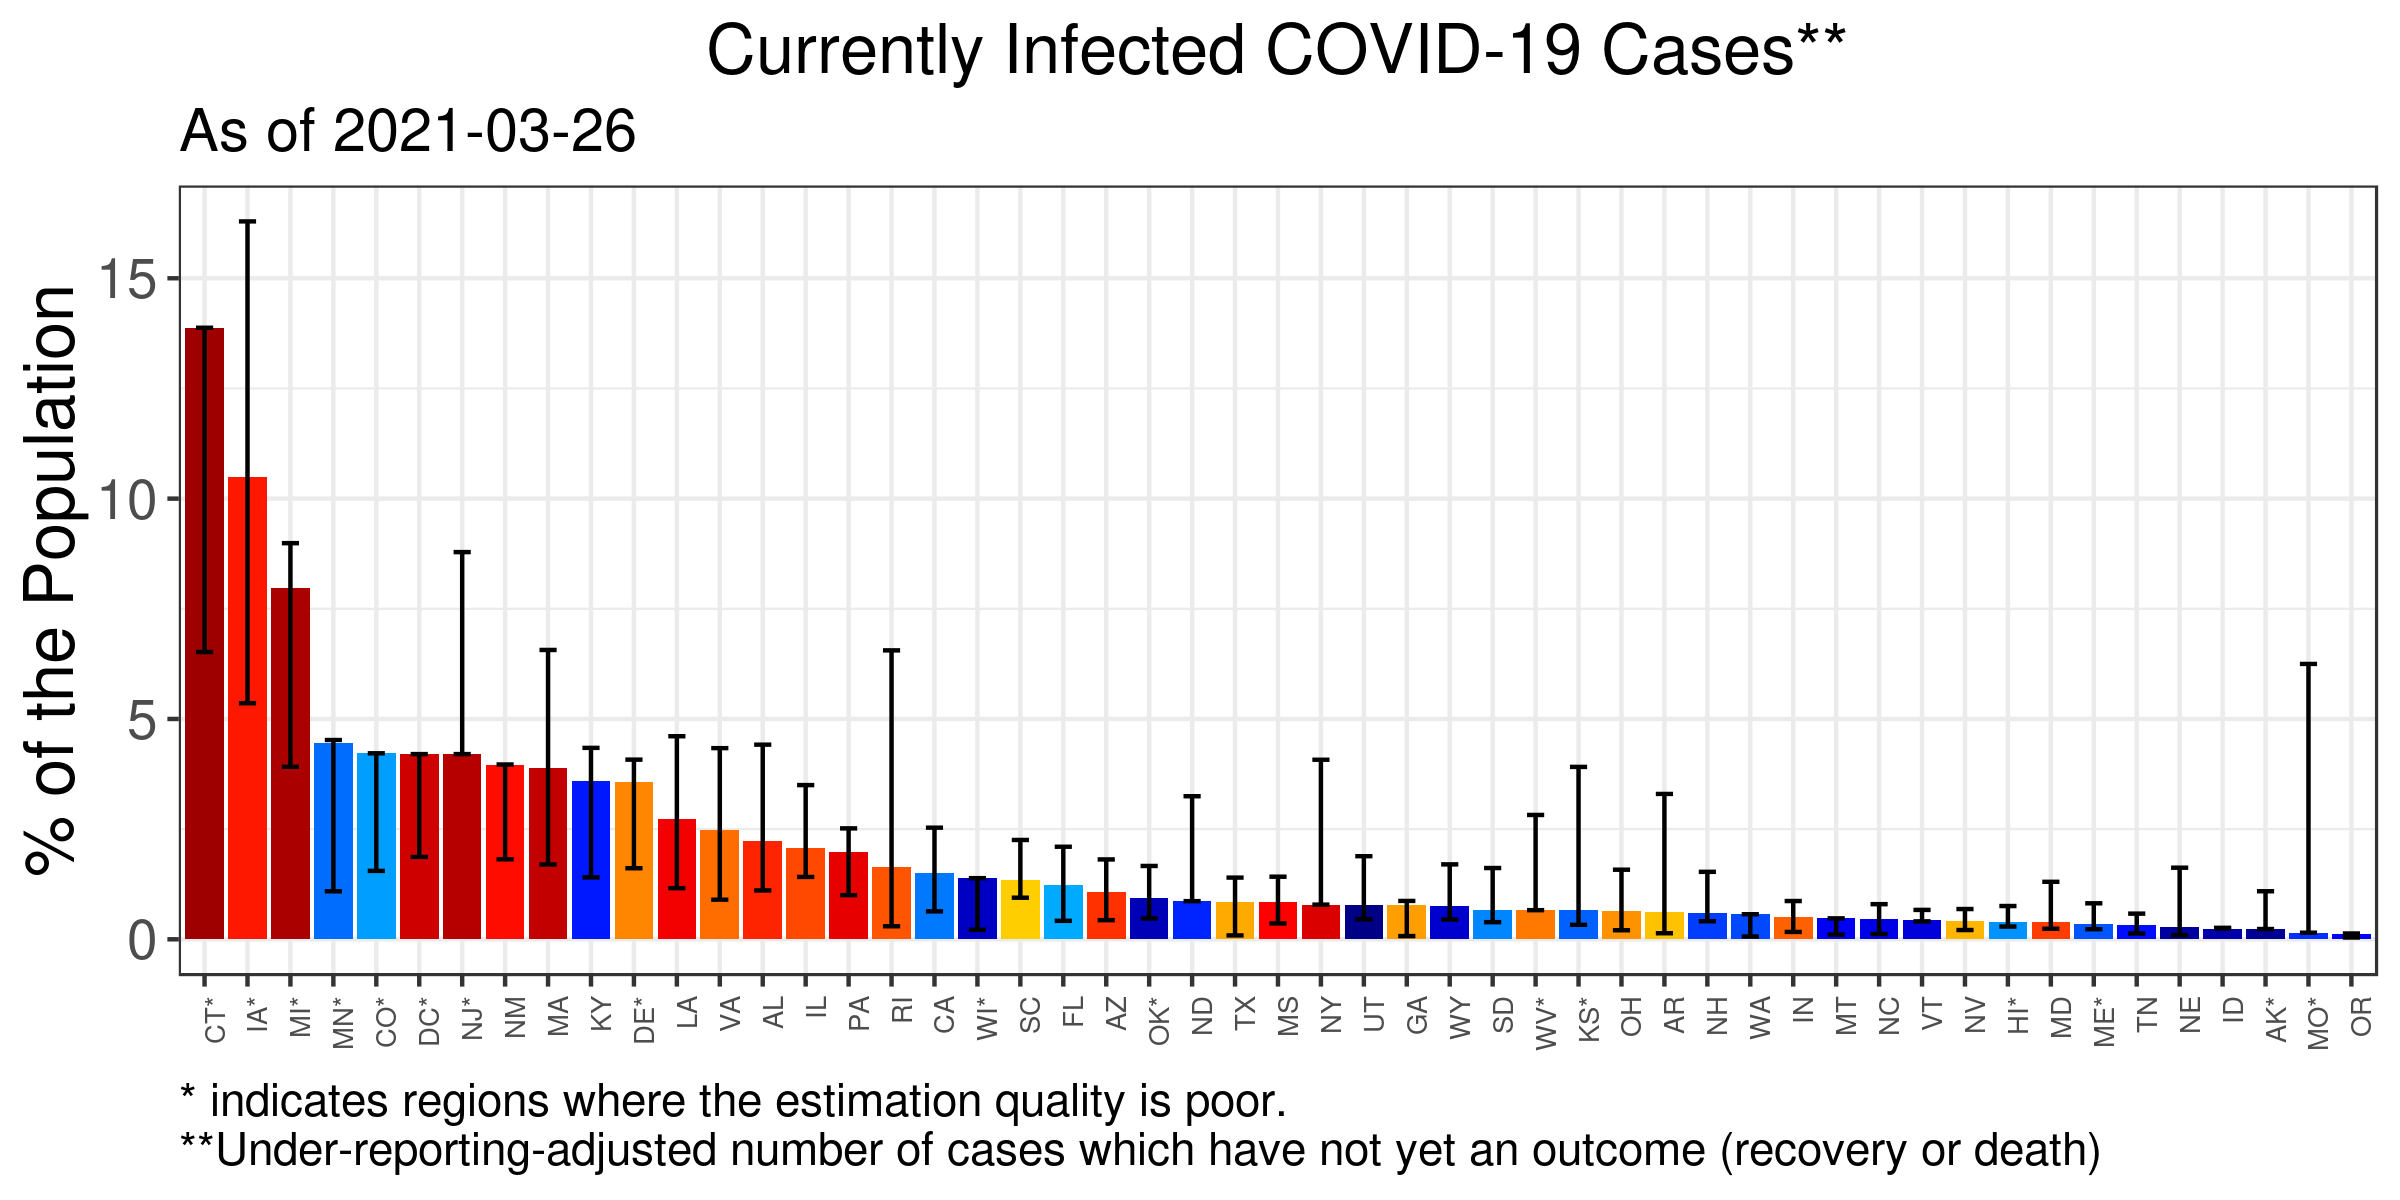 Currently Infected COVID-19 Cases**
As of 2021-03-26
% of the Population
15
10
5
0
CT* IA* MI* MN* CO* DC* NJ* NM MA KY DE* LA VA AL IL PA RI CA WI* SC FL AZ OK* ND TX MS NY UT GA WY SD WV* KS* OH AR NH WA IN MT NC VT NV HI* MD ME* TN NE ID AK* MO* OR
* indicates regions where the estimation quality is poor.
**Under-reporting-adjusted number of cases which have not yet an outcome (recovery or death)